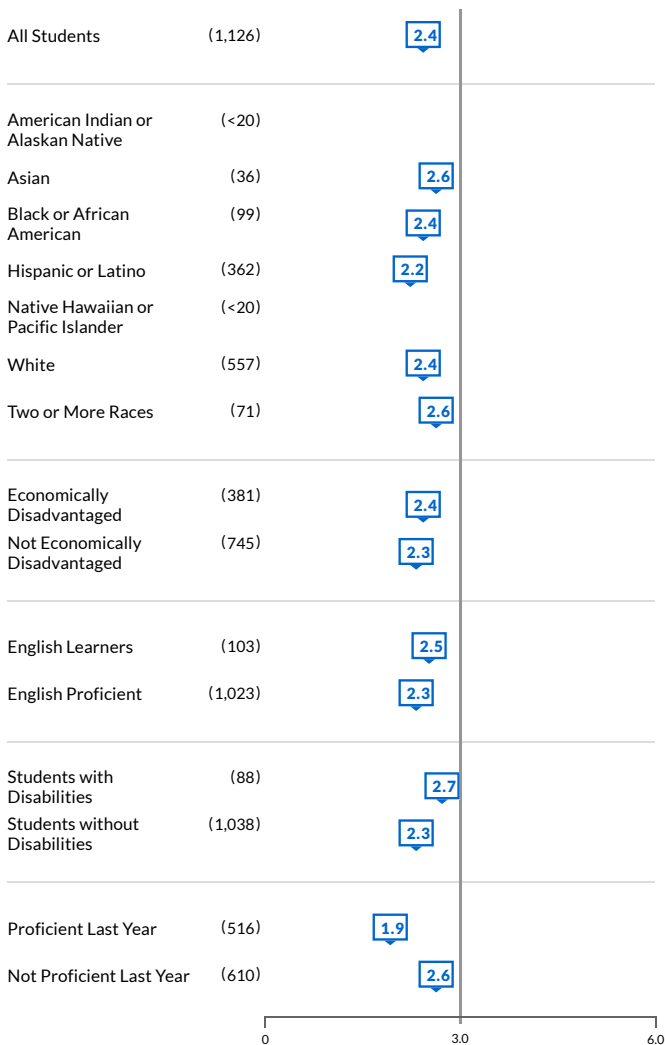 All Students (1,126) 2.4
American Indian or (<20)
Alaskan Native
Asian (36) 2.6
Black or African (99) 2.4
American
Hispanic or Latino (362) 2.2
Native Hawaiian or (<20)
Pacific Islander
White (557) 2.4
Two or More Races (71) 2.6
Economically (381) 2.4
Disadvantaged
Not Economically (745) 2.3
Disadvantaged
English Learners (103) 2.5
English Proficient (1,023) 2.3
Students with (88) 2.7
Disabilities
Students without (1,038) 2.3
Disabilities
Proficient Last Year (516) 1.9
Not Proficient Last Year (610) 2.6
0 3.0 6.0